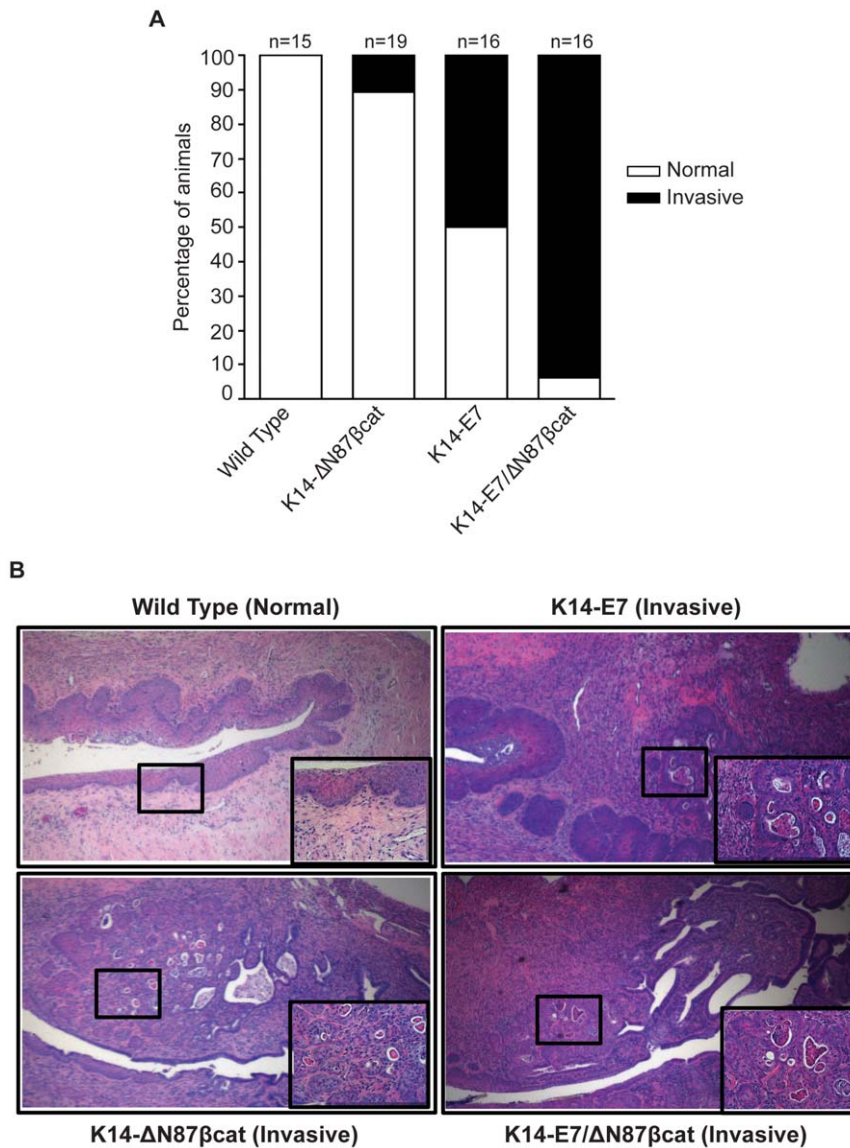 A
n=15 n=19 n=16 n=16
100
90
80
70
60
50
40
30
20
10
0
Percentage of animals
Normal
Invasive
Wild Type
K14-ΔN87βcat
K14-E7
K14-E7/ΔN87βcat
B
Wild Type (Normal) K14-E7 (Invasive)
K14-ΔN87βcat (Invasive) K14-E7/ΔN87βcat (Invasive)